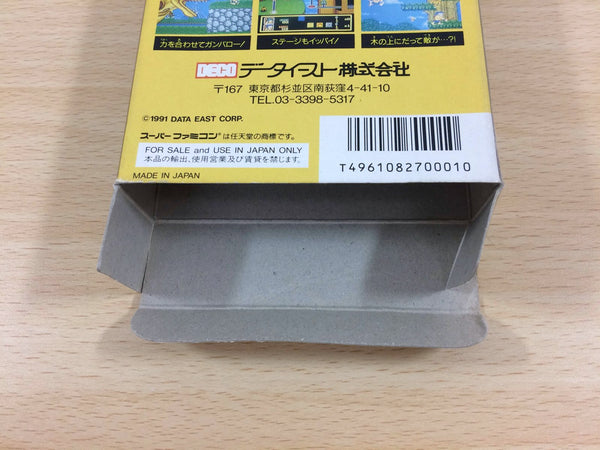 力を合わせてガンバロー!
ステージもイッパイ!
木の上にだって敵が…?!
DECO データイースト株式会社
〒167 東京都杉並区南荻窪4-41-10
TEL.03-3398-5317
©1991 DATA EAST CORP.
スーパーファミコン®は任天堂の商標です。
FOR SALE and USE IN JAPAN ONLY
本品の輸出、使用営業及び賃貸を禁じます。
MADE IN JAPAN
T4961082700010